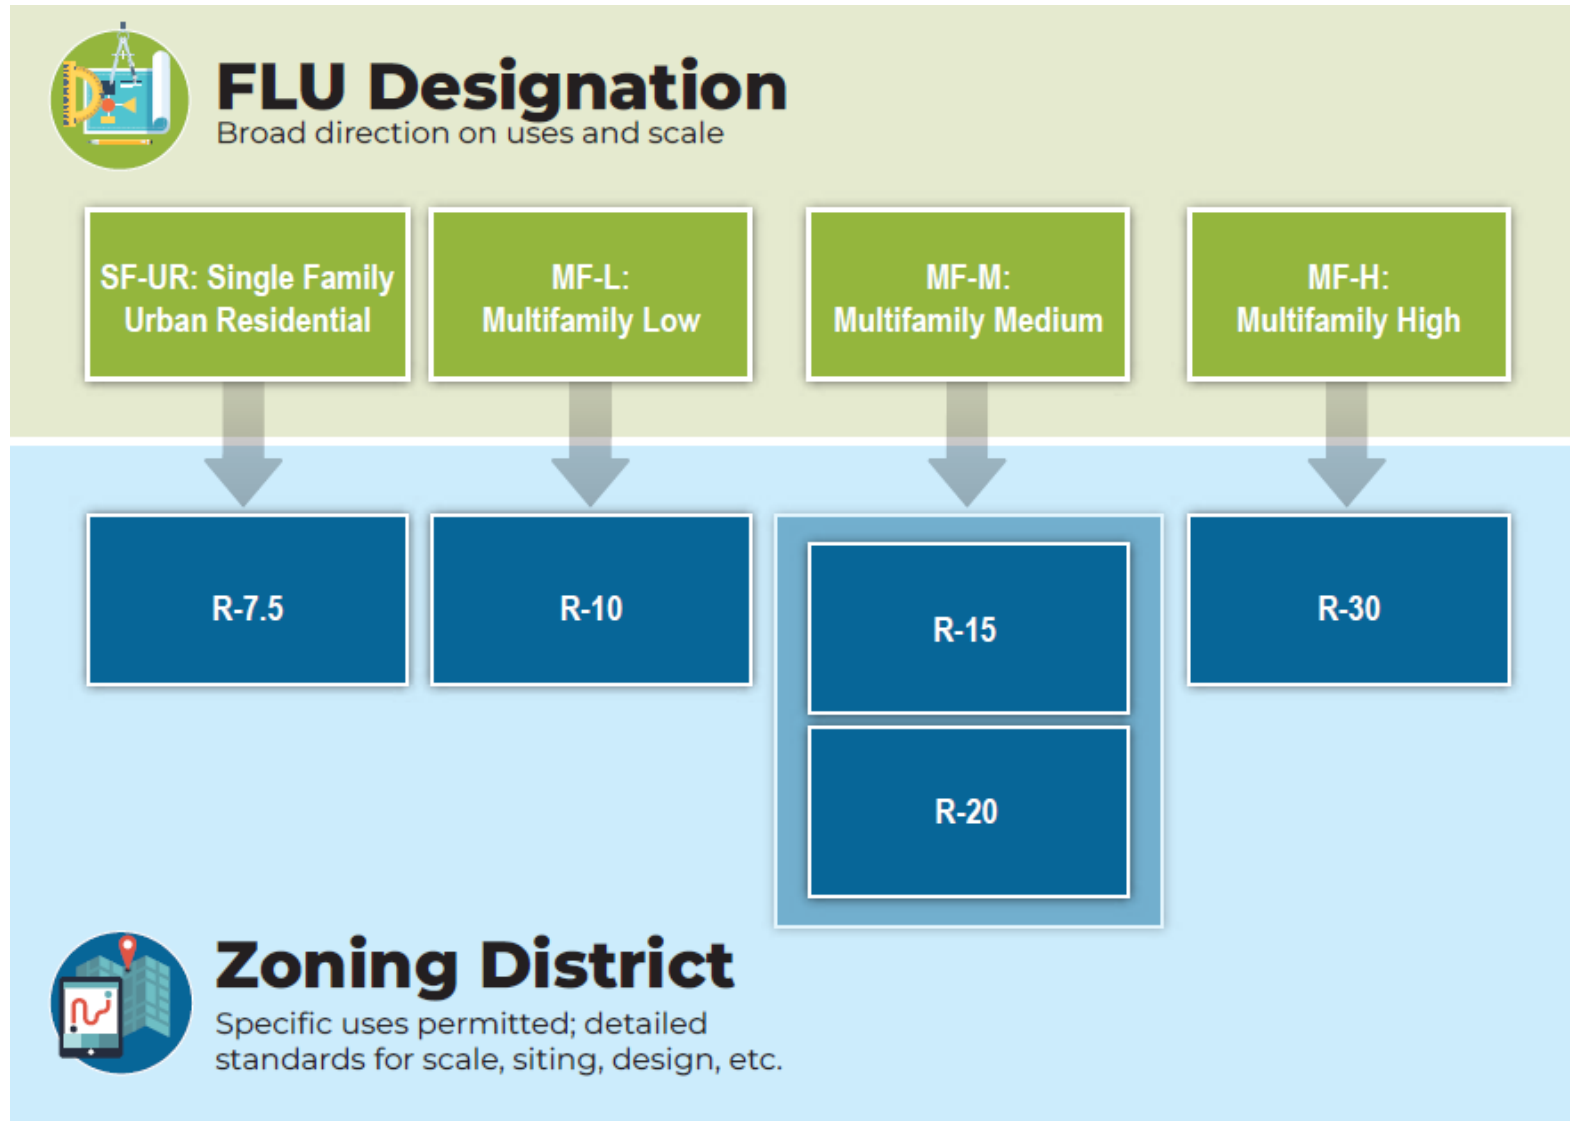 FLU Designation
Broad direction on uses and scale
SF-UR: Single Family
Urban Residential
MF-L:
Multifamily Low
MF-M:
Multifamily Medium
MF-H:
Multifamily High
R-7.5
R-10
R-15
R-20
R-30
Zoning District
Specific uses permitted; detailed
standards for scale, siting, design, etc.